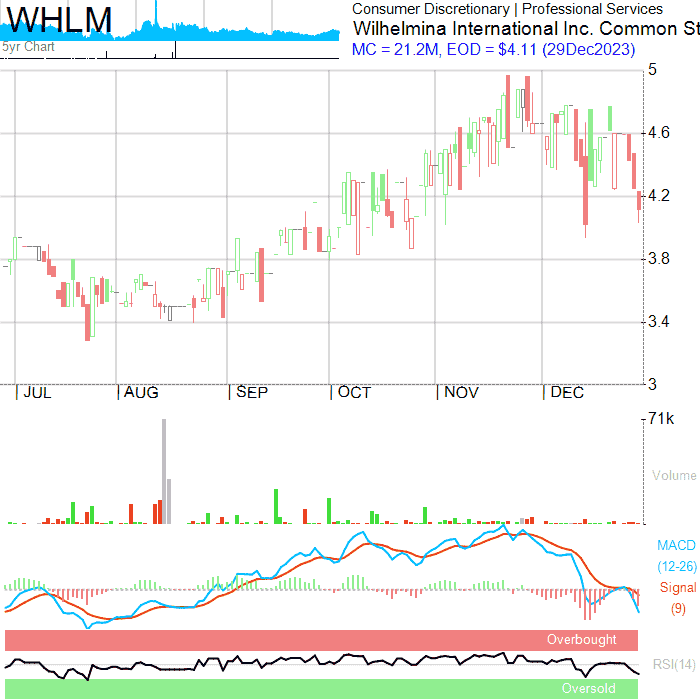 WHLM
5yr Chart
Consumer Discretionary | Professional Services
Wilhelmina International Inc. Common St
MC = 21.2M, EOD = $4.11 (29Dec2023)
5
4.6
4.2
3.8
3.4
3
JUL AUG SEP OCT NOV DEC
71k
Volume
MACD
(12-26)
Signal
(9)
Overbought
RSI(14)
Oversold